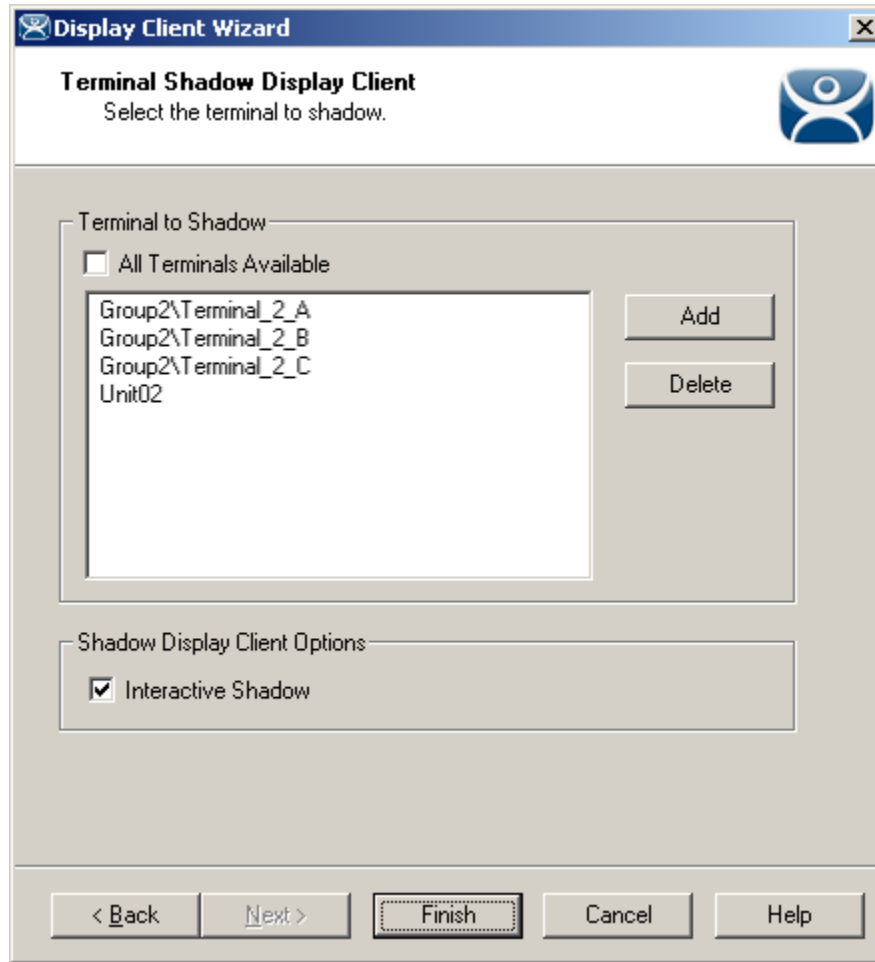 Display Client Wizard
Terminal Shadow Display Client
Select the terminal to shadow.
Terminal to Shadow
All Terminals Available
Group2\Terminal_2_A
Group2\Terminal_2_B
Group2\Terminal_2_C
Unit02
Add
Delete
Shadow Display Client Options
Interactive Shadow
< Back
Next >
Finish
Cancel
Help